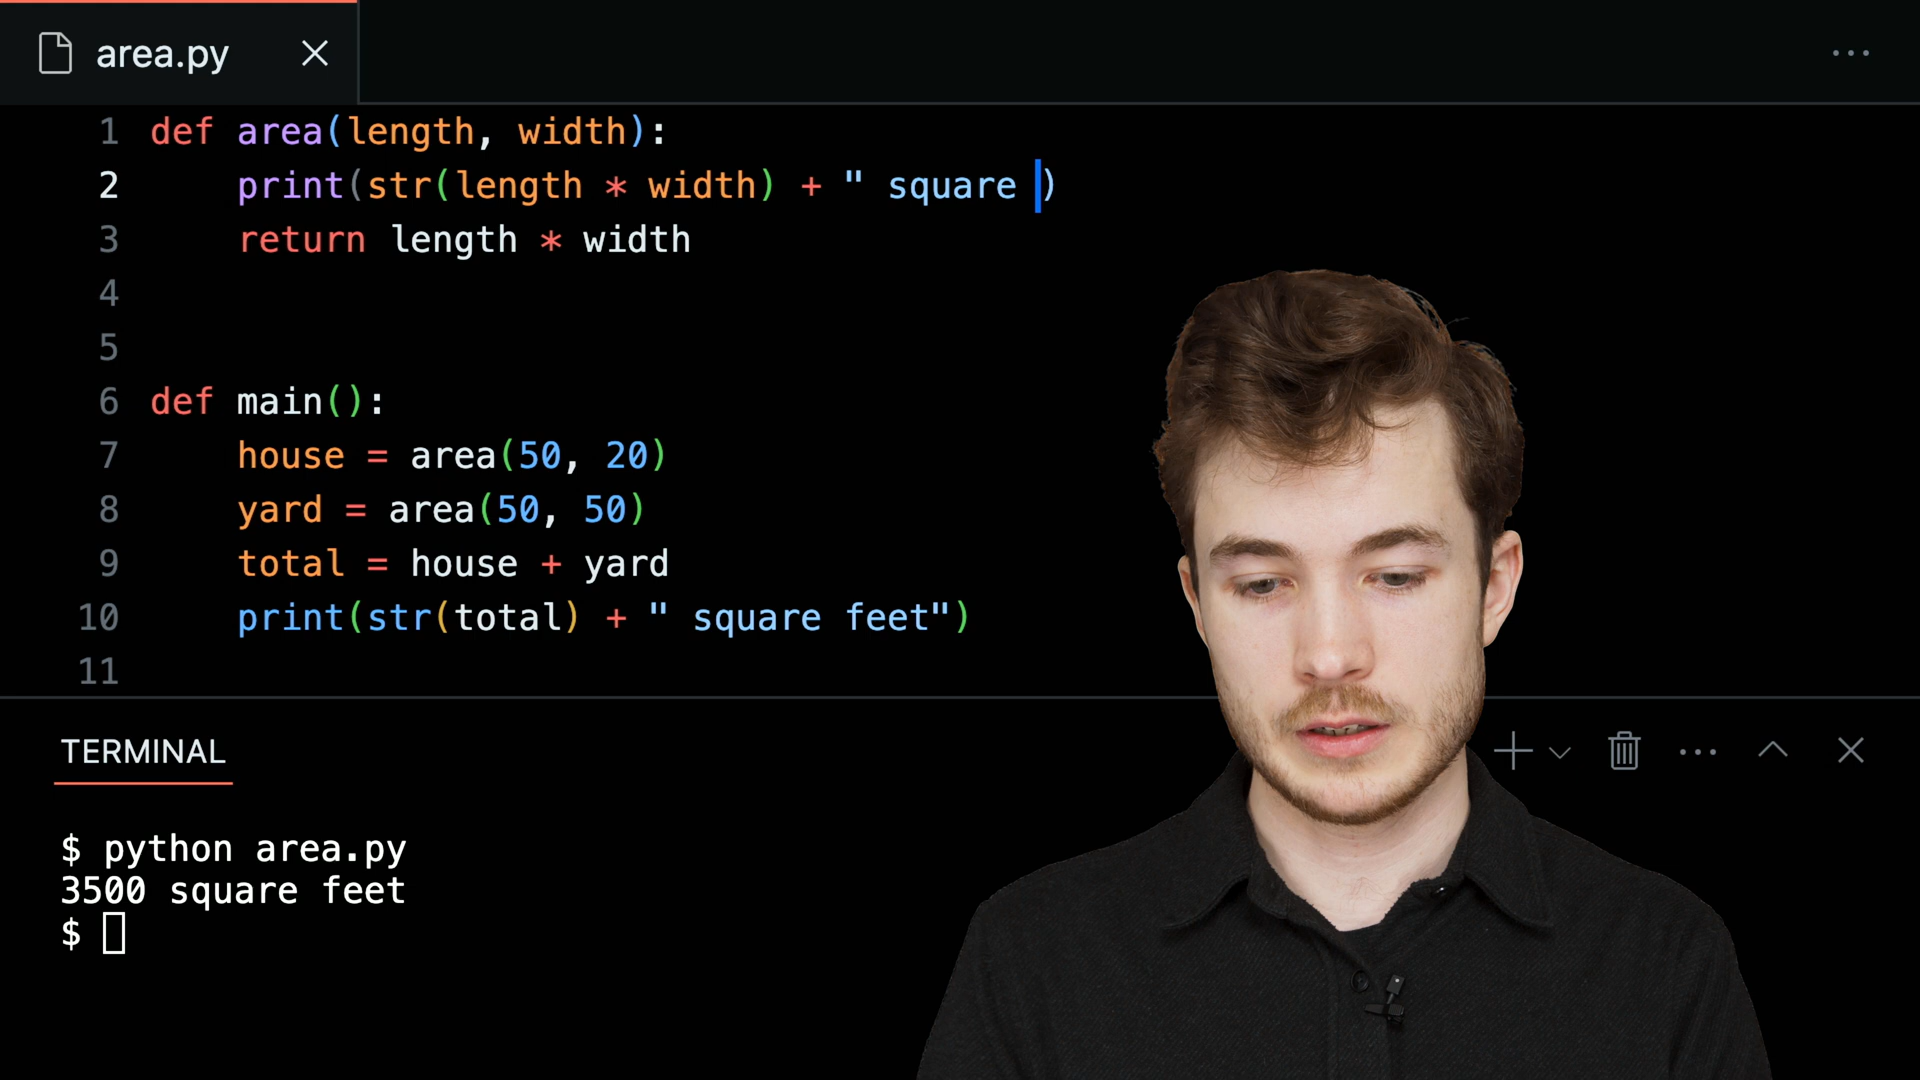 area.py
1 def area(length, width):
2 print(str(length * width) + " square )
3 return length * width
4
5
6 def main():
7 house = area(50, 20)
8 yard = area(50, 50)
9 total = house + yard
10 print(str(total) + " square feet")
11
TERMINAL
$ python area.py
3500 square feet
$